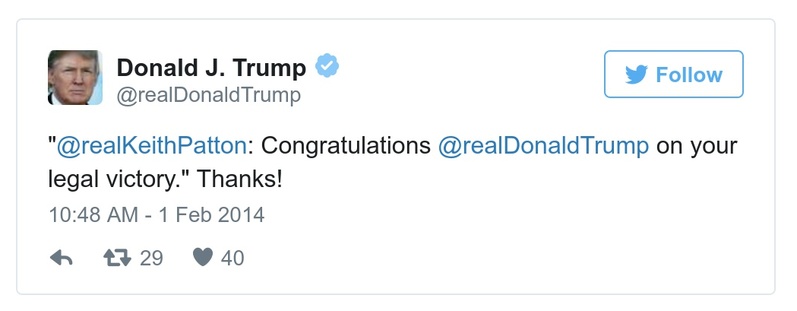 Donald J. Trump
@realDonaldTrump
Follow
"@realKeithPatton: Congratulations @realDonaldTrump on your
legal victory." Thanks!
10:48 AM - 1 Feb 2014
29 40